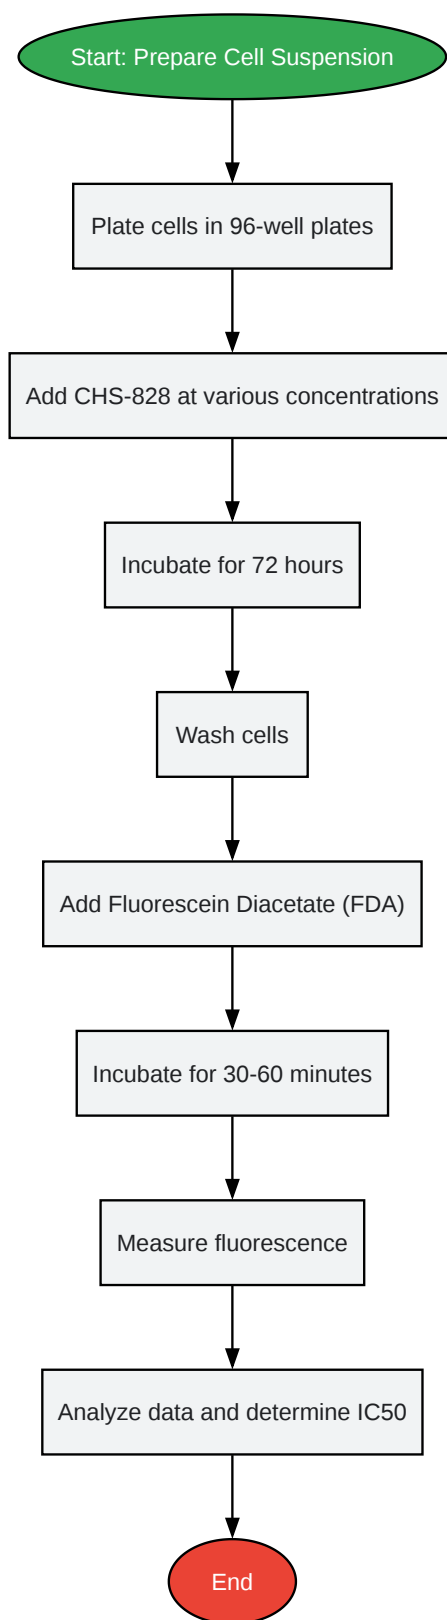 Start: Prepare Cell Suspension
Plate cells in 96-well plates
Add CHS-828 at various concentrations
Incubate for 72 hours
Wash cells
Add Fluorescein Diacetate (FDA)
Incubate for 30-60 minutes
Measure fluorescence
Analyze data and determine IC50
End